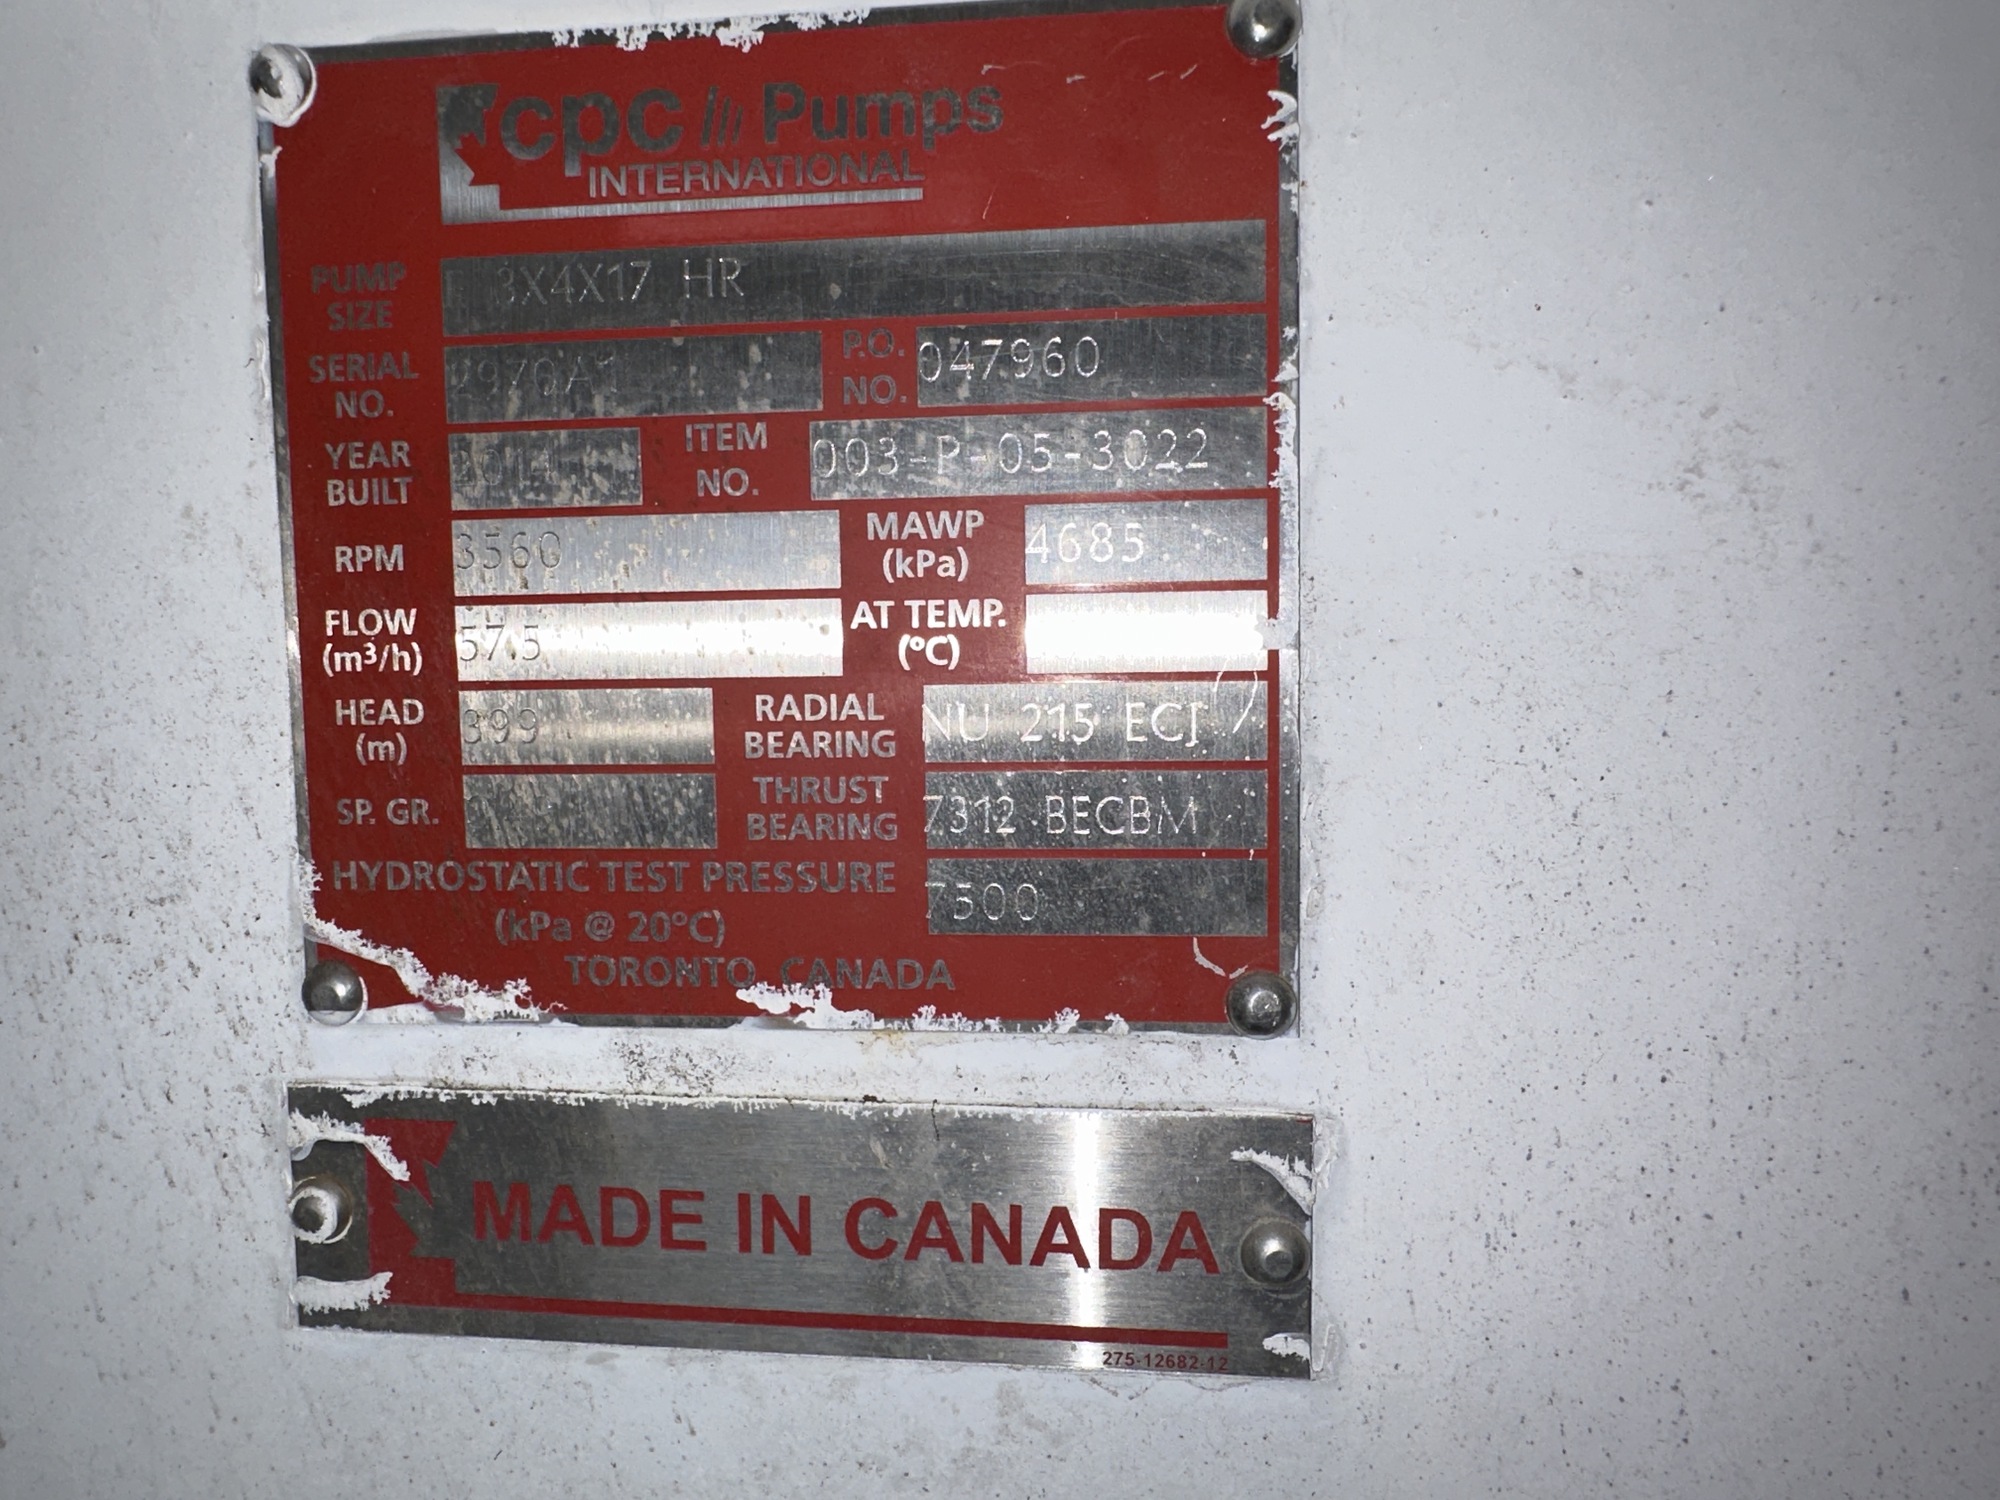 cpc Pumps
INTERNATIONAL
PUMP SIZE 3X4X17 HR
SERIAL NO. P.O. NO. 047960
YEAR BUILT ITEM NO. 003-P-05-3022
RPM 3560 MAWP (kPa) 4685
FLOW (m³/h) 57.5 AT TEMP. (°C)
HEAD (m) 399 RADIAL BEARING NU 215 ECJ
SP. GR. THRUST BEARING 7312 BECBM
HYDROSTATIC TEST PRESSURE (kPa @ 20°C) 7500
TORONTO, CANADA
MADE IN CANADA
275-12682-12